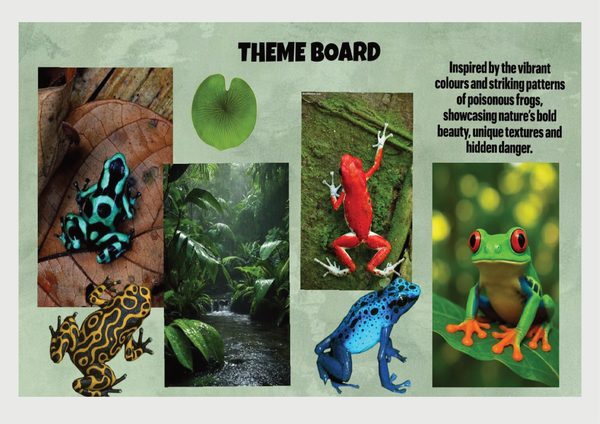 THEME BOARD
Inspired by the vibrant
colours and striking patterns
of poisonous frogs,
showcasing nature's bold
beauty, unique textures and
hidden danger.